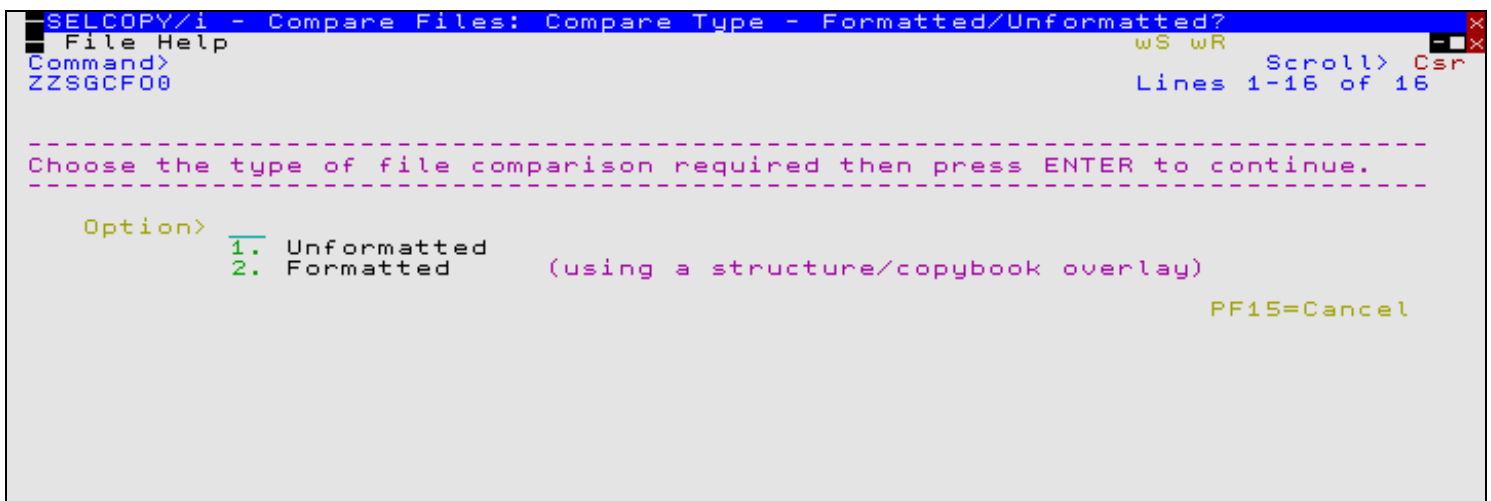 SELCOPY/i - Compare Files: Compare Type - Formatted/Unformatted?
File Help wS wR
Command> Scroll> Csr
ZZSGCFO0 Lines 1-16 of 16
Choose the type of file comparison required then press ENTER to continue.
Option>
1. Unformatted
2. Formatted (using a structure/copybook overlay)
PF15=Cancel